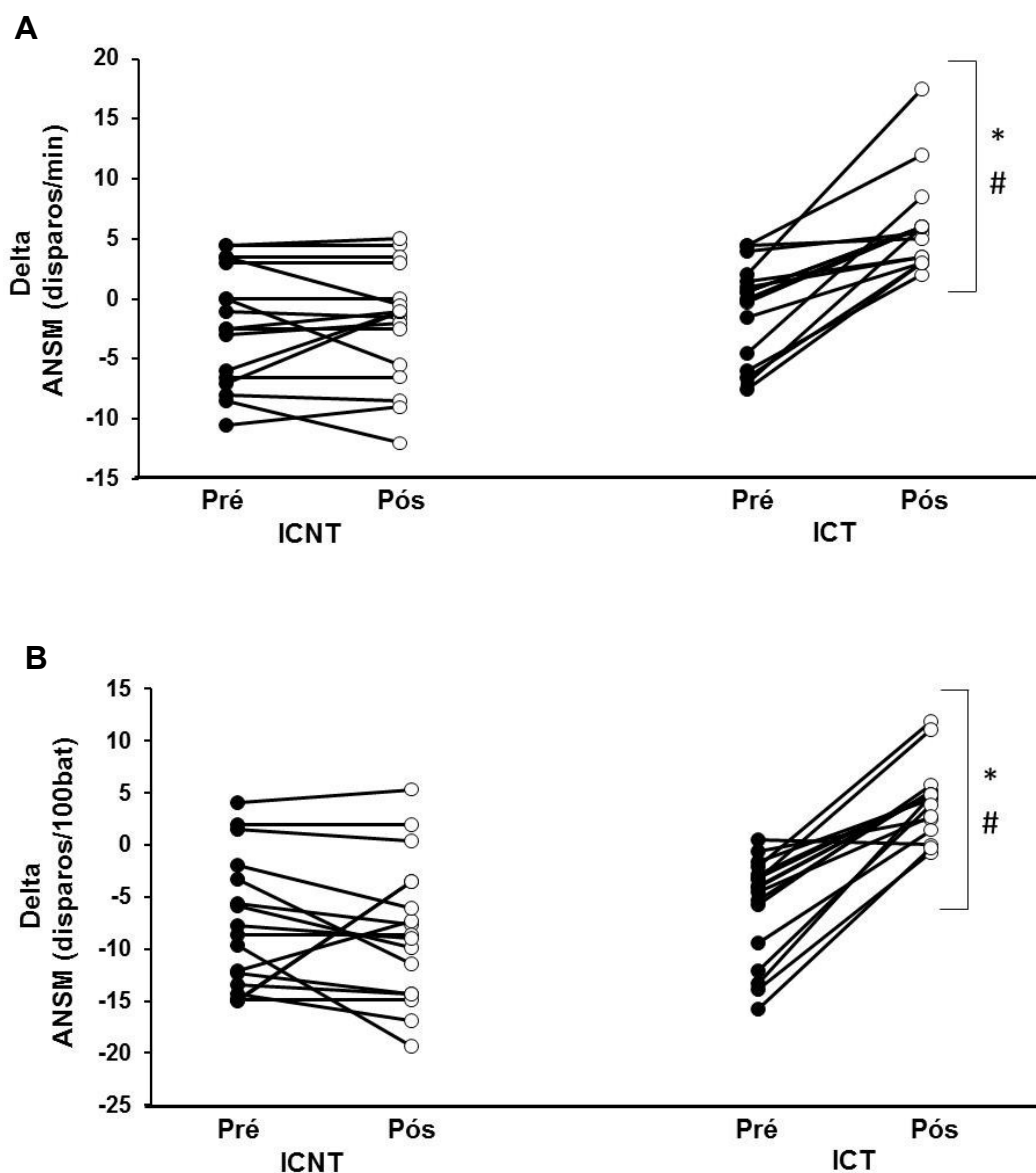 A
Delta
ANSM (disparos/min)
20
15
10
5
0
-5
-10
-15
*
#
Pré Pós Pré Pós
ICNT ICT
B
Delta
ANSM (disparos/100bat)
15
10
5
0
-5
-10
-15
-20
-25
*
#
Pré Pós Pré Pós
ICNT ICT